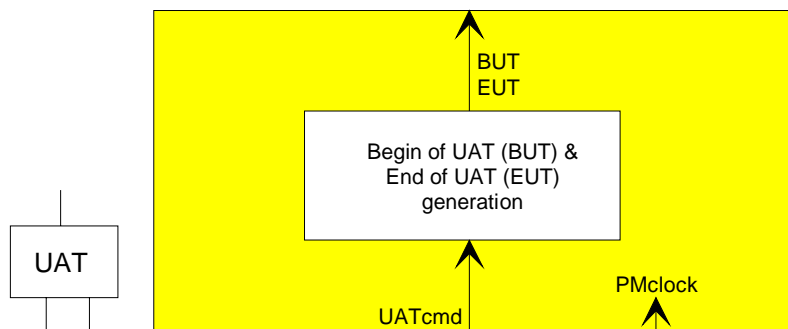 BUT
EUT
Begin of UAT (BUT) &
End of UAT (EUT)
generation
UAT
PMclock
UATcmd